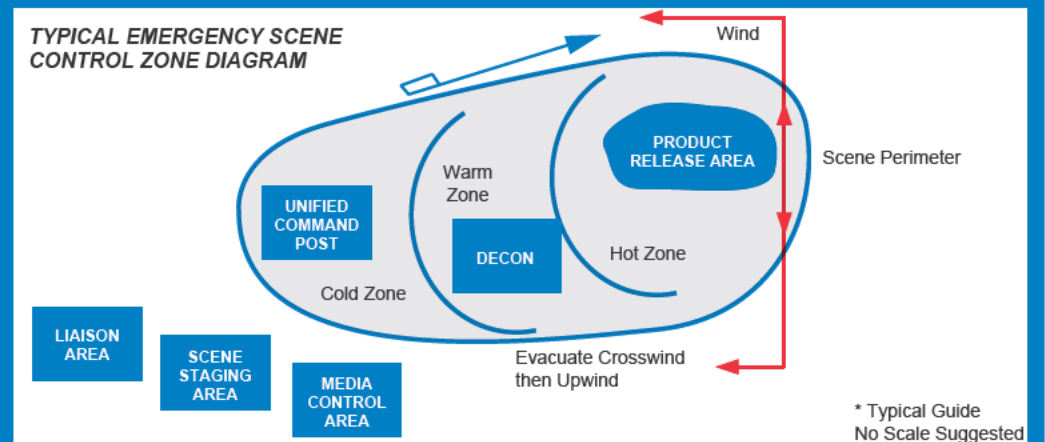 TYPICAL EMERGENCY SCENE
CONTROL ZONE DIAGRAM
Wind
PRODUCT
RELEASE AREA
Scene Perimeter
Warm
Zone
UNIFIED
COMMAND
POST
DECON
Hot Zone
Cold Zone
LIAISON
AREA
SCENE
STAGING
AREA
MEDIA
CONTROL
AREA
Evacuate Crosswind
then Upwind
* Typical Guide
No Scale Suggested